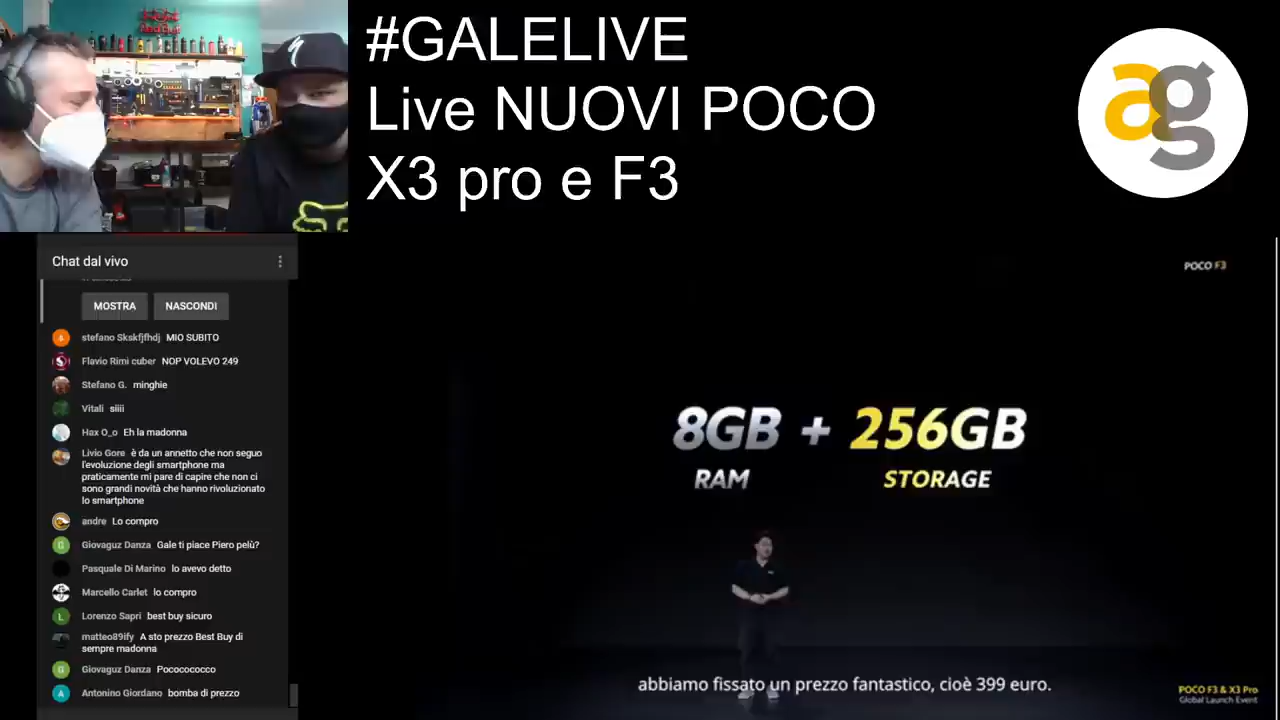 #GALELIVE
Live NUOVI POCO
X3 pro e F3
ag
Chat dal vivo
MOSTRA NASCONDI
stefano Skskfjfhdj MIO SUBITO
Flavio Rimi cuber NOP VOLEVO 249
Stefano G. minghie
Vitali siiii
Hax O_o Eh la madonna
Livio Gore è da un annetto che non seguo
l'evoluzione degli smartphone ma
praticamente mi pare di capire che non ci
sono grandi novità che hanno rivoluzionato
lo smartphone
andre Lo compro
Giovaguz Danza Gale ti piace Piero pelù?
Pasquale Di Marino lo avevo detto
Marcello Carlet lo compro
Lorenzo Sapri best buy sicuro
matteo89ify A sto prezzo Best Buy di
sempre madonna
Giovaguz Danza Pocococococco
Antonino Giordano bomba di prezzo
POCO F3
8GB + 256GB
RAM STORAGE
abbiamo fissato un prezzo fantastico, cioè 399 euro.
POCO F3 & X3 Pro
Global Launch Event